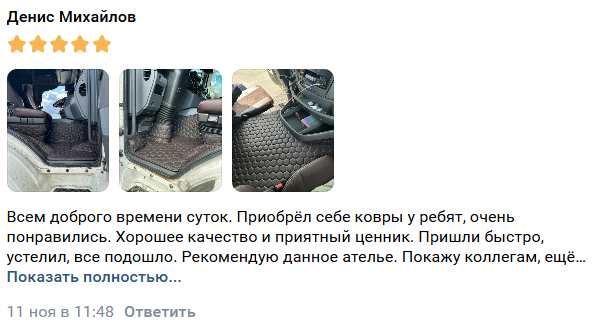 Денис Михайлов
Всем доброго времени суток. Приобрёл себе ковры у ребят, очень
понравились. Хорошее качество и приятный ценник. Пришли быстро,
устелил, все подошло. Рекомендую данное ателье. Покажу коллегам, ещё...
Показать полностью...
11 ноя в 11:48 Ответить